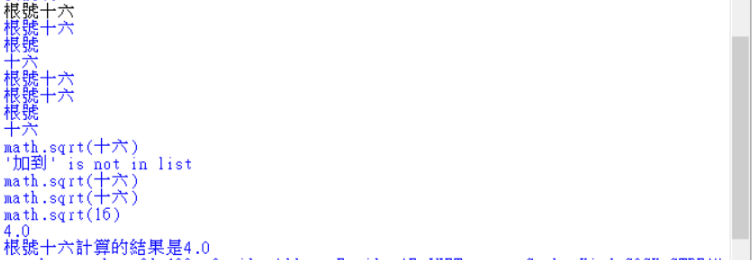 根號十六
根號十六
根號
十六
根號十六
根號十六
根號
十六
math.sqrt(十六)
'加到' is not in list
math.sqrt(十六)
math.sqrt(十六)
math.sqrt(16)
4.0
根號十六計算的結果是4.0